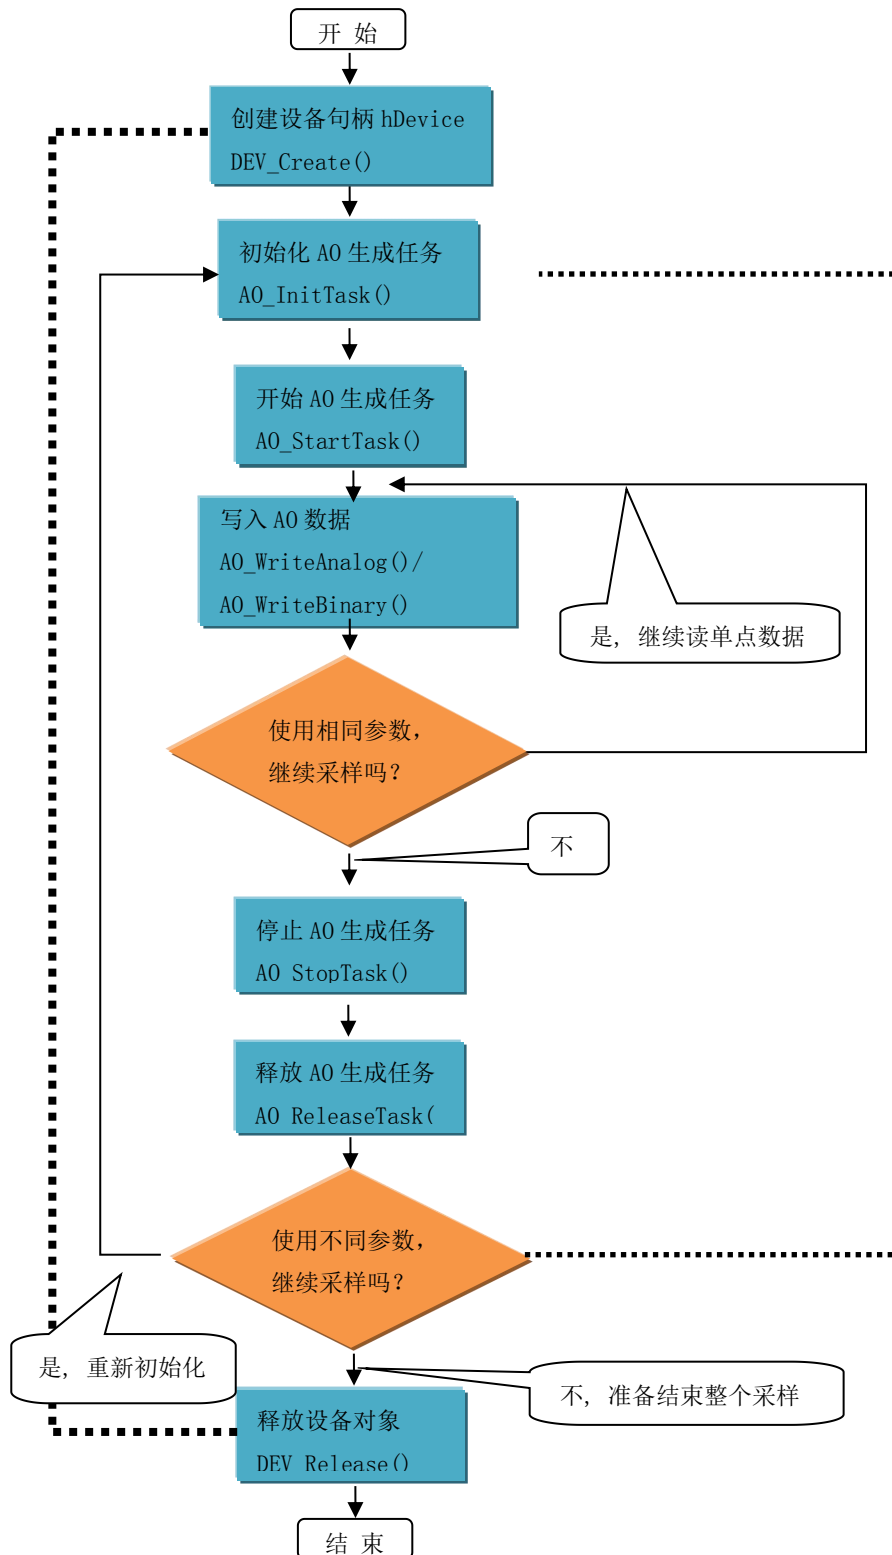 开 始
创建设备句柄 hDevice
DEV_Create()
初始化 AO 生成任务
AO_InitTask()
开始 AO 生成任务
AO_StartTask()
写入 AO 数据
AO_WriteAnalog()/
AO_WriteBinary()
是, 继续读单点数据
使用相同参数,
继续采样吗?
不
停止 AO 生成任务
AO StopTask()
释放 AO 生成任务
AO ReleaseTask(
使用不同参数,
继续采样吗?
是, 重新初始化
不, 准备结束整个采样
释放设备对象
DEV Release()
结 束